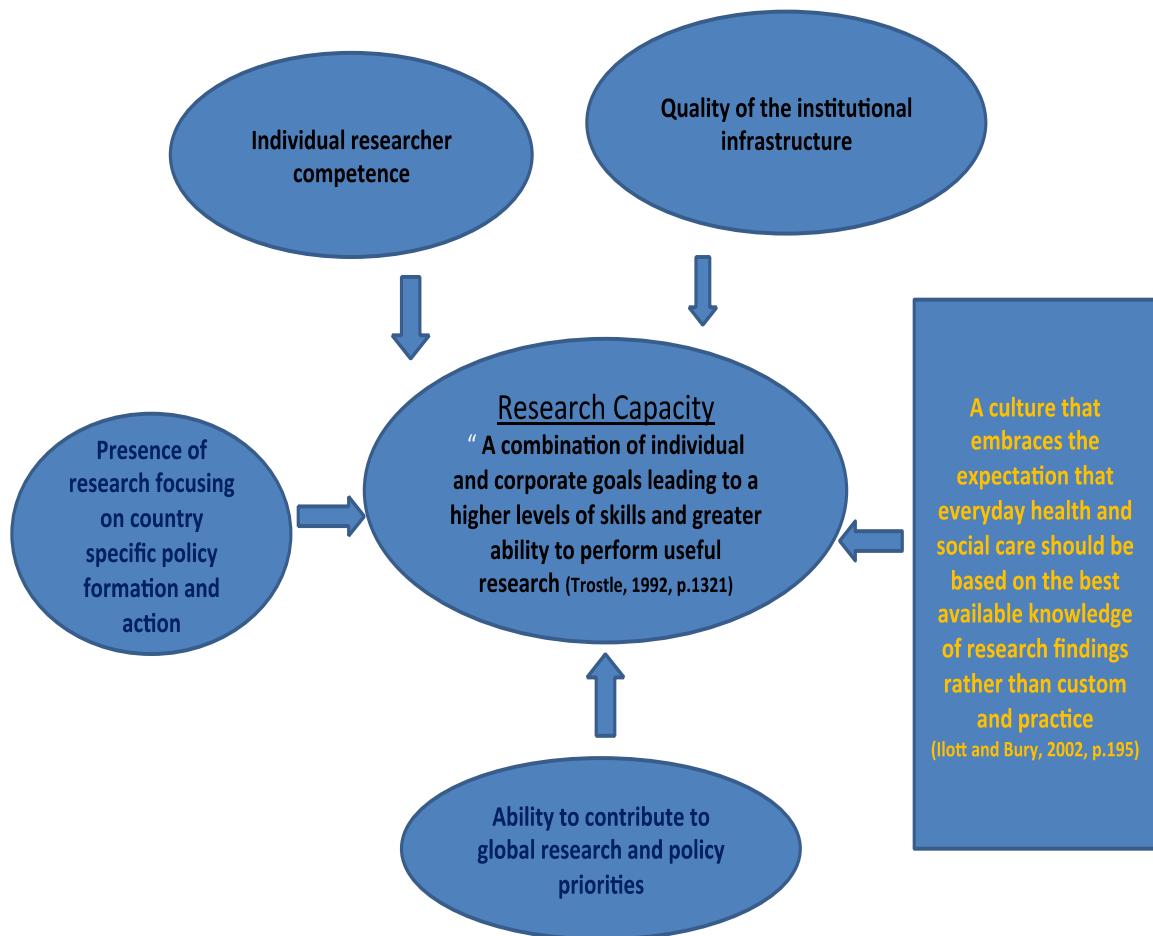 Individual researcher
competence
Quality of the institutional
infrastructure
Research Capacity
“ A combination of individual
and corporate goals leading to a
higher levels of skills and greater
ability to perform useful
research (Trostle, 1992, p.1321)
Presence of
research focusing
on country
specific policy
formation and
action
A culture that
embraces the
expectation that
everyday health and
social care should be
based on the best
available knowledge
of research findings
rather than custom
and practice
(Ilott and Bury, 2002, p.195)
Ability to contribute to
global research and policy
priorities